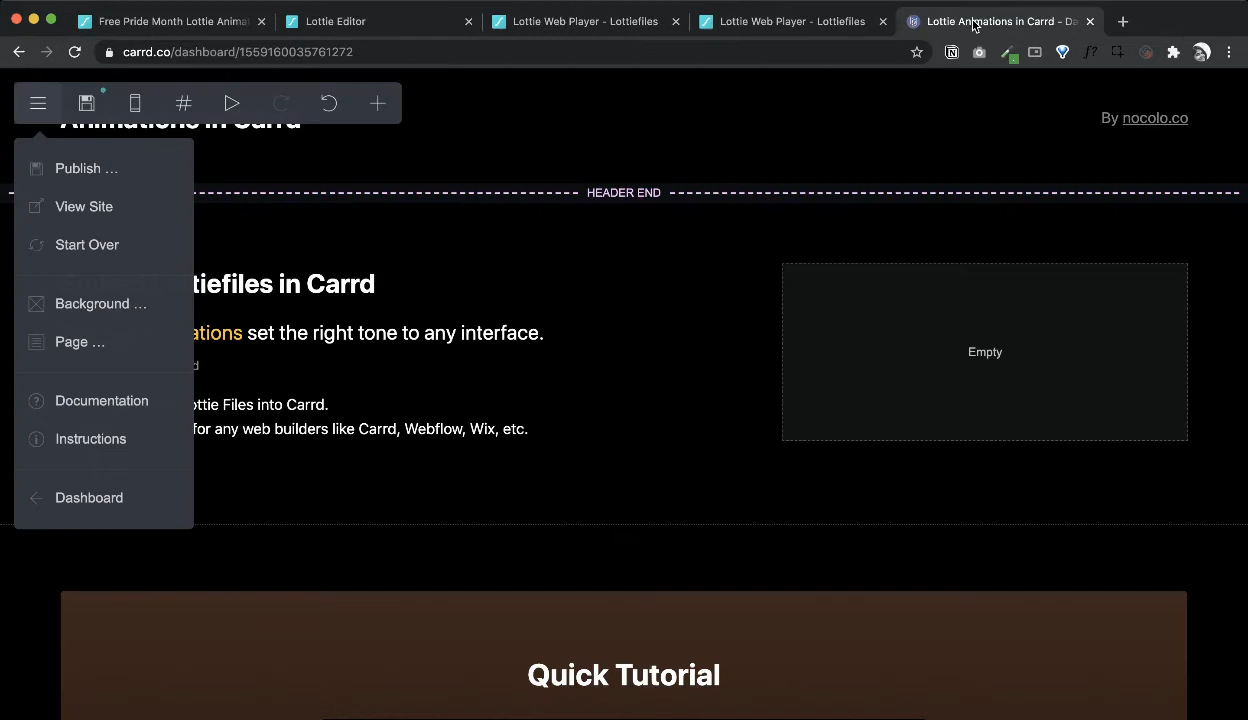 Free Pride Month Lottie Animat
Lottie Editor
Lottie Web Player - Lottiefiles
Lottie Web Player - Lottiefiles
Lottie Animations in Carrd - Da
carrd.co/dashboard/1559160035761272
Animations in Carrd
By nocolo.co
Publish ...
HEADER END
View Site
Start Over
tiefiles in Carrd
Background ...
ations set the right tone to any interface.
Page ...
d
Empty
Documentation
ottie Files into Carrd.
Instructions
for any web builders like Carrd, Webflow, Wix, etc.
Dashboard
Quick Tutorial